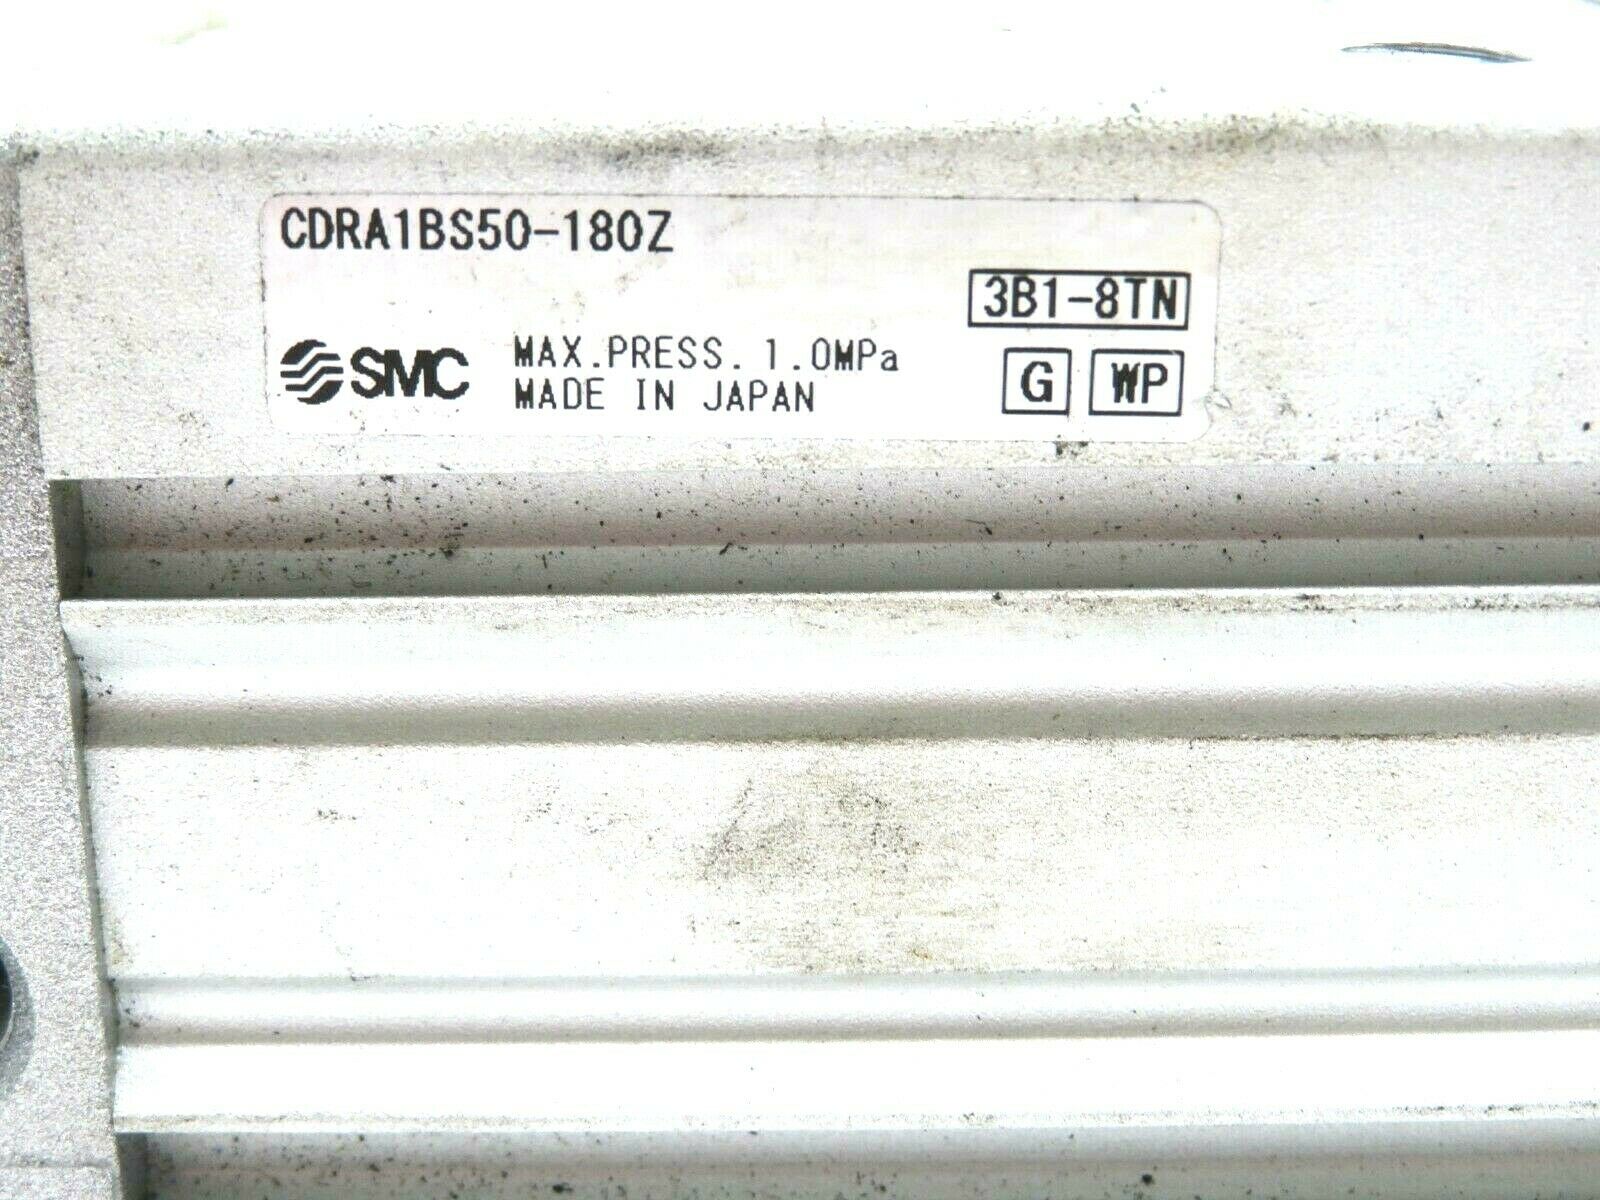 CDRA1BS50-180Z
3B1-8TN
SMC MAX.PRESS. 1.0MPa
MADE IN JAPAN
G WP